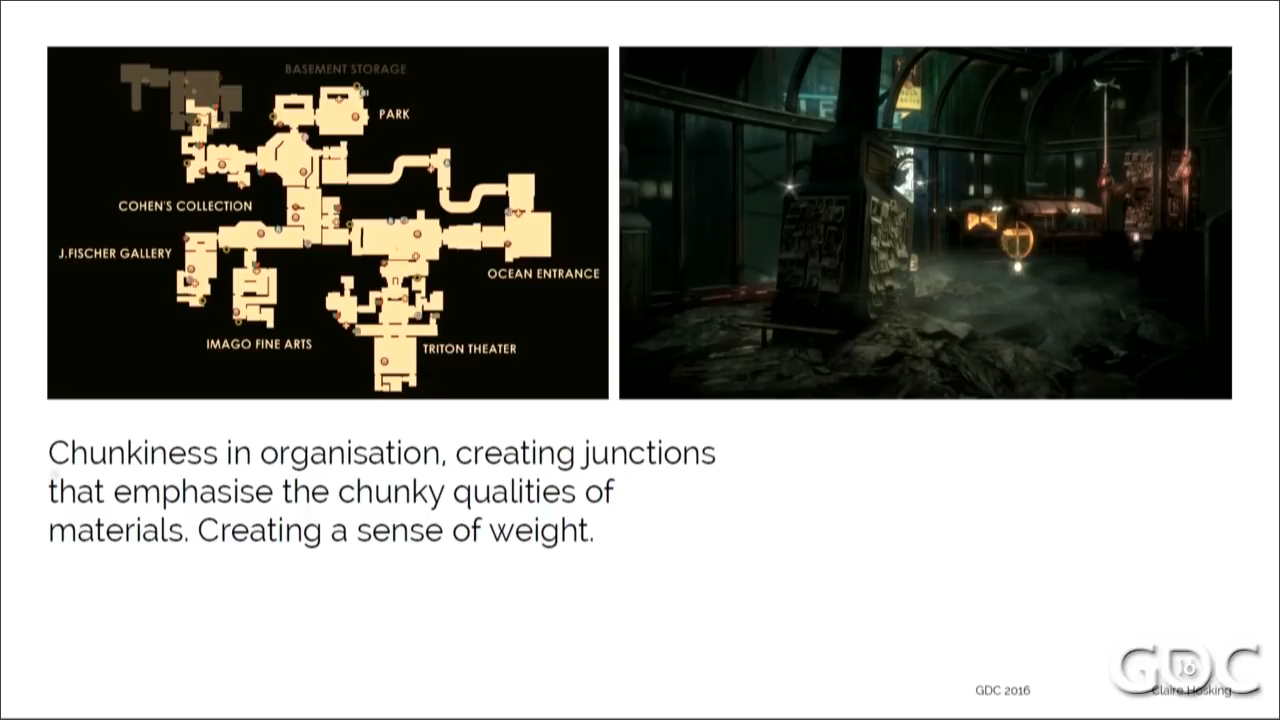 BASEMENT STORAGE
PARK
COHEN'S COLLECTION
J.FISCHER GALLERY
OCEAN ENTRANCE
IMAGO FINE ARTS
TRITON THEATER
Chunkiness in organisation, creating junctions
that emphasise the chunky qualities of
materials. Creating a sense of weight.
GDC 2016
GDC
16
Claire Hosking